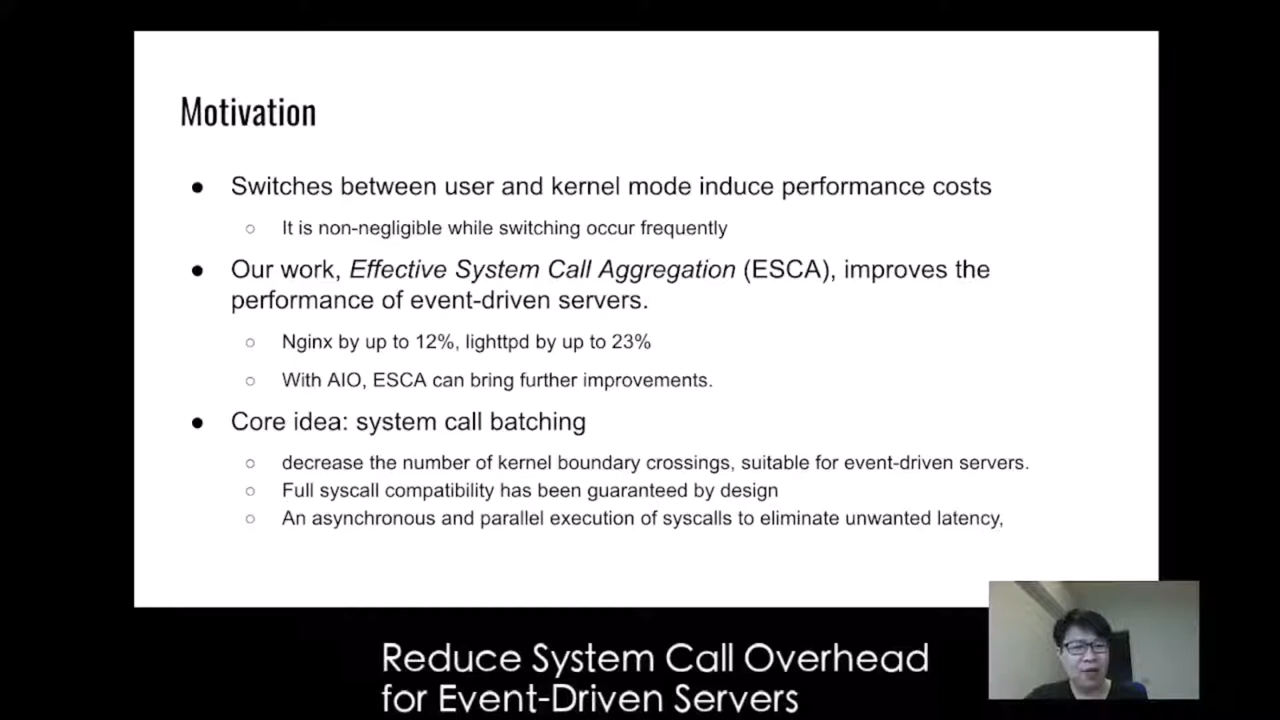 Motivation
● Switches between user and kernel mode induce performance costs
○ It is non-negligible while switching occur frequently
● Our work, Effective System Call Aggregation (ESCA), improves the
performance of event-driven servers.
○ Nginx by up to 12%, lighttpd by up to 23%
○ With AIO, ESCA can bring further improvements.
● Core idea: system call batching
○ decrease the number of kernel boundary crossings, suitable for event-driven servers.
○ Full syscall compatibility has been guaranteed by design
○ An asynchronous and parallel execution of syscalls to eliminate unwanted latency,
Reduce System Call Overhead
for Event-Driven Servers